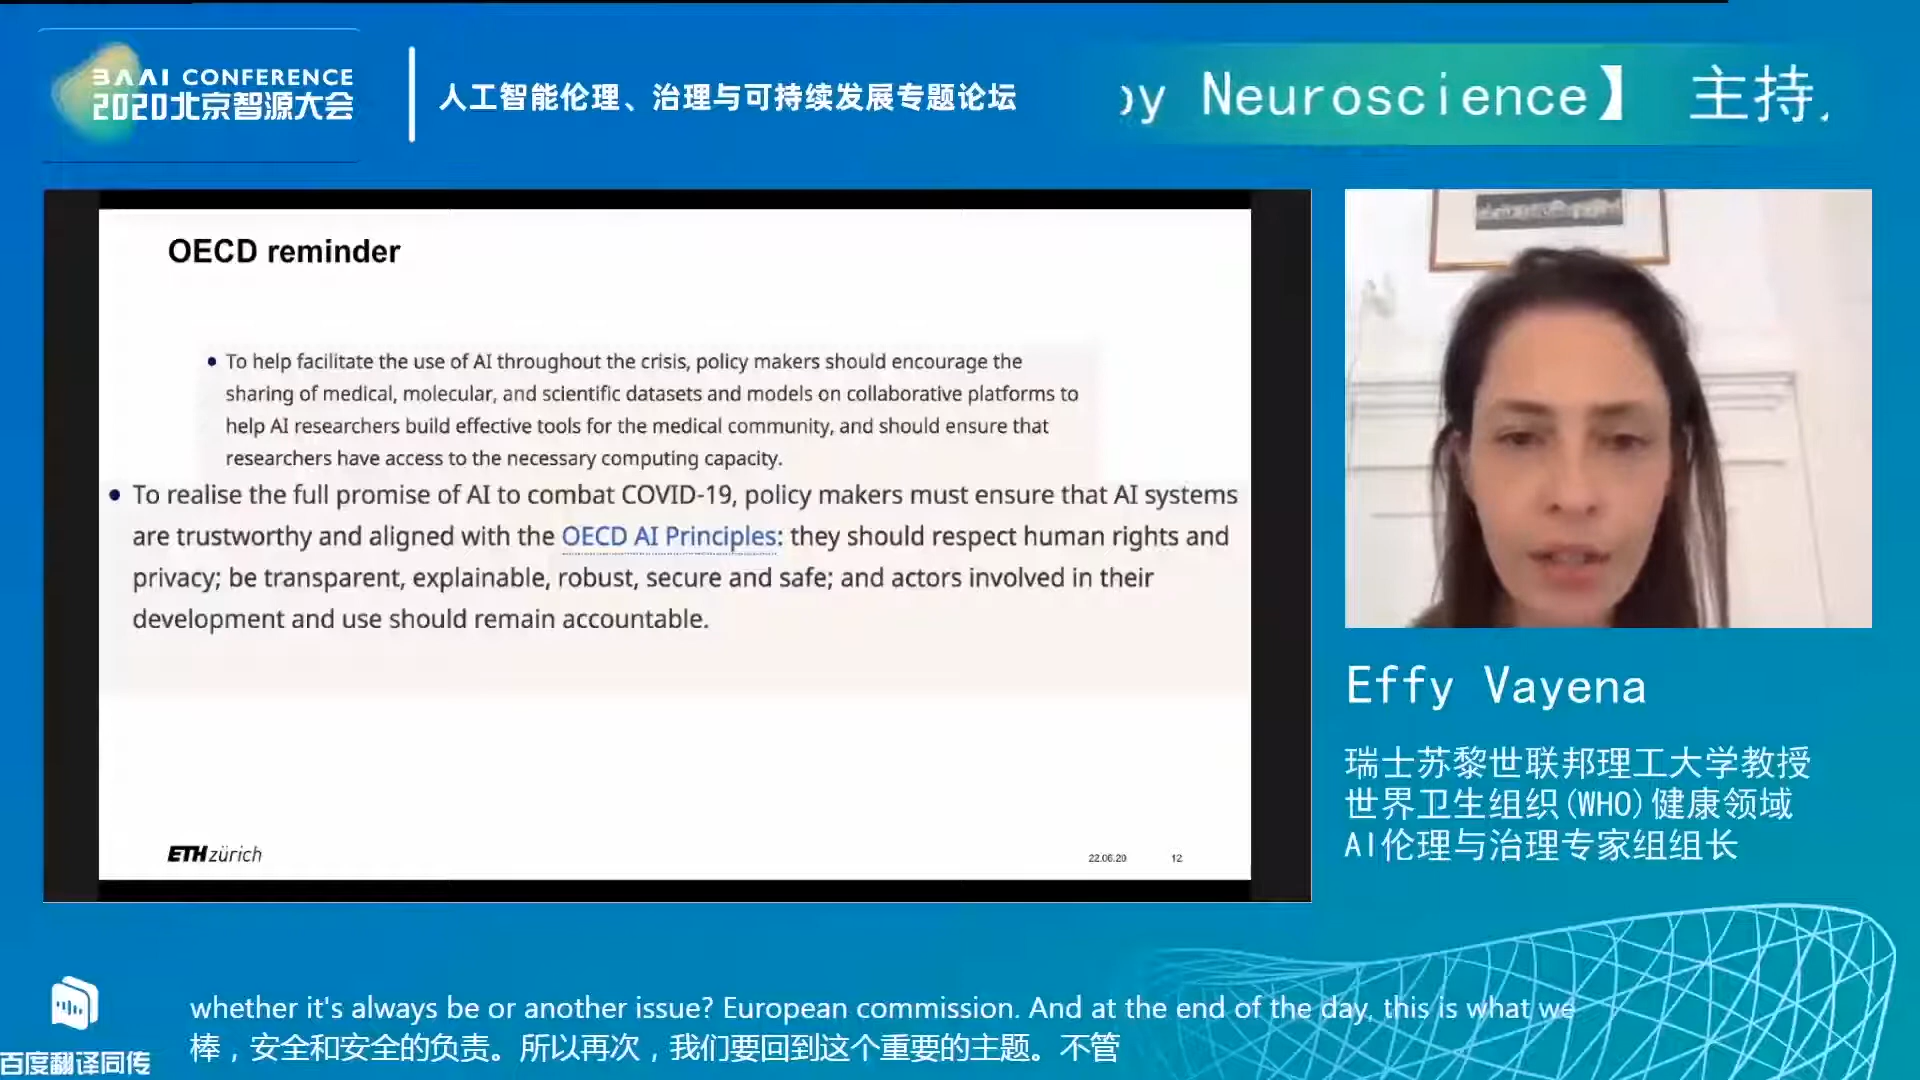 BAAI CONFERENCE
2020北京智源大会
人工智能伦理、治理与可持续发展专题论坛
by Neuroscience】 主持
OECD reminder
• To help facilitate the use of AI throughout the crisis, policy makers should encourage the
sharing of medical, molecular, and scientific datasets and models on collaborative platforms to
help AI researchers build effective tools for the medical community, and should ensure that
researchers have access to the necessary computing capacity.
• To realise the full promise of AI to combat COVID-19, policy makers must ensure that AI systems
are trustworthy and aligned with the OECD AI Principles: they should respect human rights and
privacy; be transparent, explainable, robust, secure and safe; and actors involved in their
development and use should remain accountable.
ETH zürich
22.06.20
12
Effy Vayena
瑞士苏黎世联邦理工大学教授
世界卫生组织(WHO)健康领域
AI伦理与治理专家组组长
whether it's always be or another issue? European commission. And at the end of the day, this is what we
棒，安全和安全的负责。所以再次，我们要回到这个重要的主题。不管
百度翻译同传